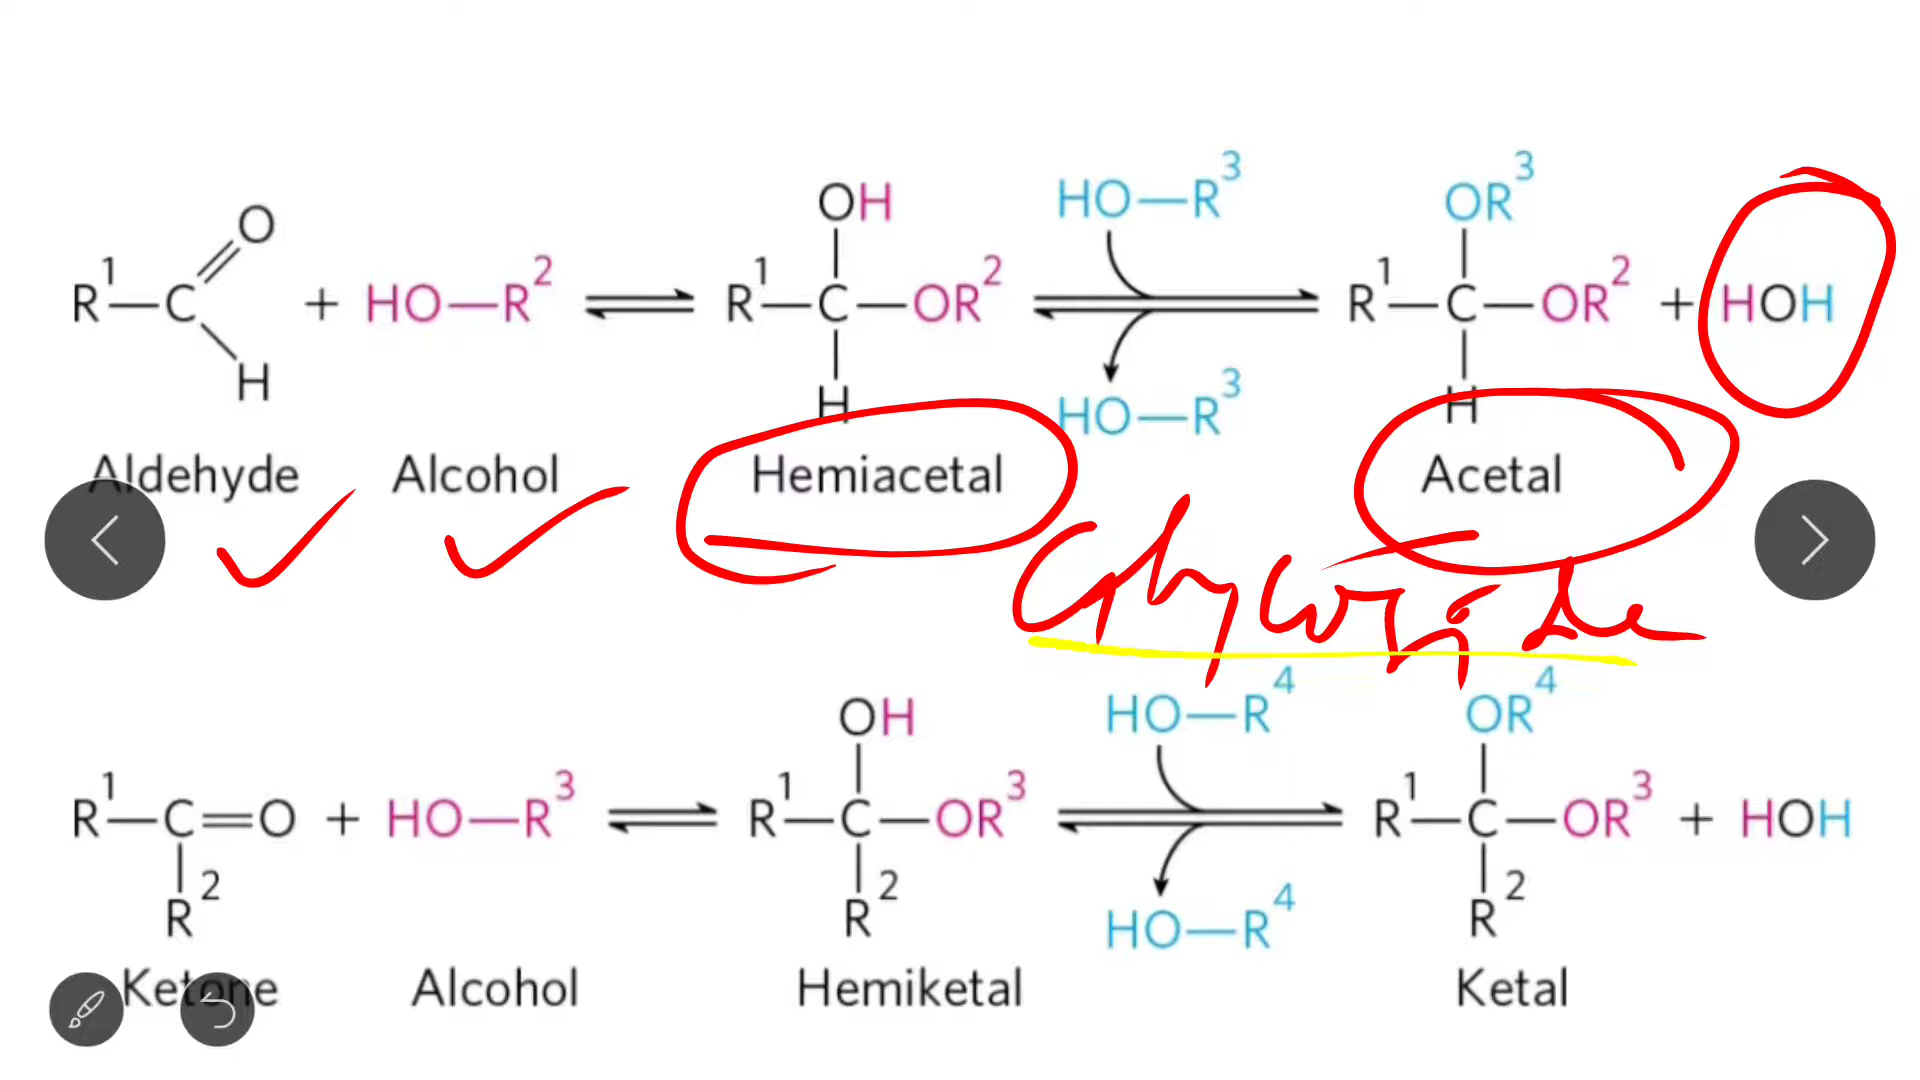 OH HO—R³ OR³
O
R¹—C + HO—R² ⇌ R¹—C—OR² ⇌ R¹—C—OR² + HOH
H H HO—R³ H
Aldehyde Alcohol Hemiacetal Acetal
Glycoside
OH HO—R⁴ OR⁴
R¹—C=O + HO—R³ ⇌ R¹—C—OR³ ⇌ R¹—C—OR³ + HOH
R² R² HO—R⁴ R²
Ketone Alcohol Hemiketal Ketal